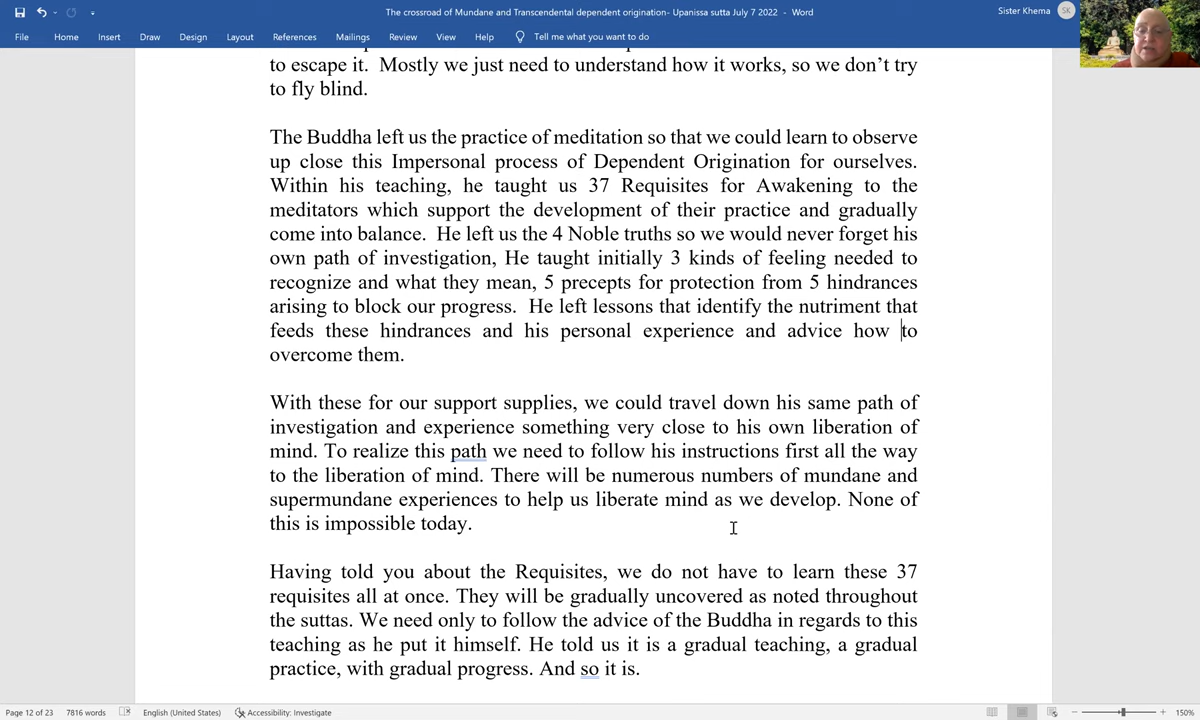 The crossroad of Mundane and Transcendental dependent origination- Upanissa sutta July 7 2022 - Word
Sister Khema SK
File Home Insert Draw Design Layout References Mailings Review View Help Tell me what you want to do
to escape it. Mostly we just need to understand how it works, so we don't try
to fly blind.
The Buddha left us the practice of meditation so that we could learn to observe
up close this Impersonal process of Dependent Origination for ourselves.
Within his teaching, he taught us 37 Requisites for Awakening to the
meditators which support the development of their practice and gradually
come into balance. He left us the 4 Noble truths so we would never forget his
own path of investigation, He taught initially 3 kinds of feeling needed to
recognize and what they mean, 5 precepts for protection from 5 hindrances
arising to block our progress. He left lessons that identify the nutriment that
feeds these hindrances and his personal experience and advice how to
overcome them.
With these for our support supplies, we could travel down his same path of
investigation and experience something very close to his own liberation of
mind. To realize this path we need to follow his instructions first all the way
to the liberation of mind. There will be numerous numbers of mundane and
supermundane experiences to help us liberate mind as we develop. None of
this is impossible today.
Having told you about the Requisites, we do not have to learn these 37
requisites all at once. They will be gradually uncovered as noted throughout
the suttas. We need only to follow the advice of the Buddha in regards to this
teaching as he put it himself. He told us it is a gradual teaching, a gradual
practice, with gradual progress. And so it is.
Page 12 of 23 7816 words English (United States) Accessibility: Investigate 150%